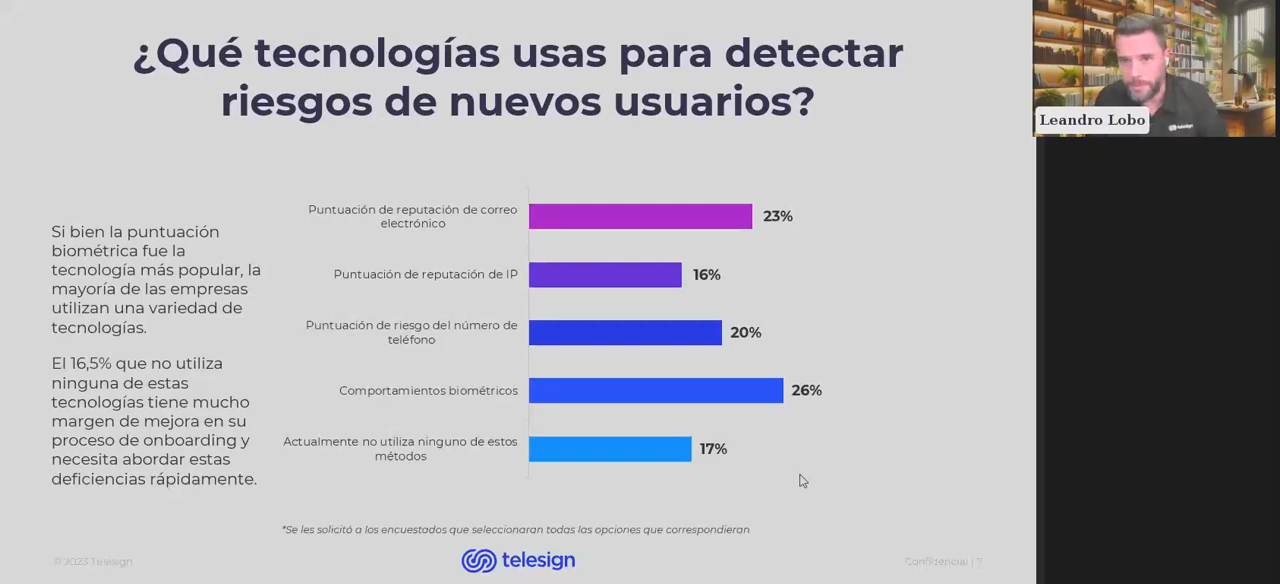 ¿Qué tecnologías usas para detectar
riesgos de nuevos usuarios?
Leandro Lobo
telesign
Si bien la puntuación
biométrica fue la
tecnología más popular, la
mayoría de las empresas
utilizan una variedad de
tecnologías.
El 16,5% que no utiliza
ninguna de estas
tecnologías tiene mucho
margen de mejora en su
proceso de onboarding y
necesita abordar estas
deficiencias rápidamente.
Puntuación de reputación de correo
electrónico
23%
Puntuación de reputación de IP
16%
Puntuación de riesgo del número de
teléfono
20%
Comportamientos biométricos
26%
Actualmente no utiliza ninguno de estos
métodos
17%
*Se les solicitó a los encuestados que seleccionaran todas las opciones que correspondieran
© 2023 Telesign
telesign
Confidencial | 7